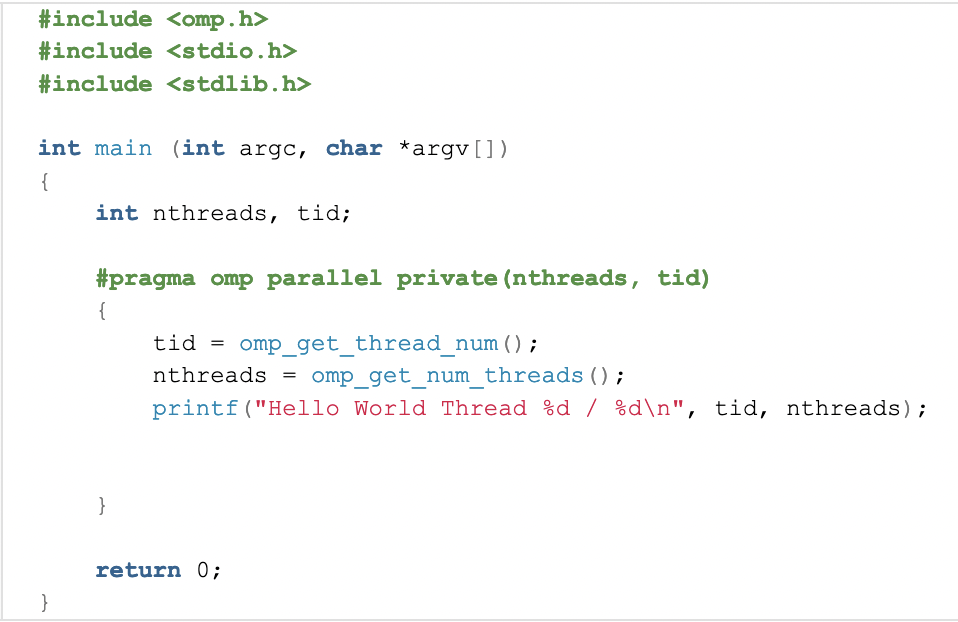 #include <omp.h>
#include <stdio.h>
#include <stdlib.h>

int main (int argc, char *argv[])
{
    int nthreads, tid;

    #pragma omp parallel private(nthreads, tid)
    {
        tid = omp_get_thread_num();
        nthreads = omp_get_num_threads();
        printf("Hello World Thread %d / %d\n", tid, nthreads);


    }

    return 0;
}